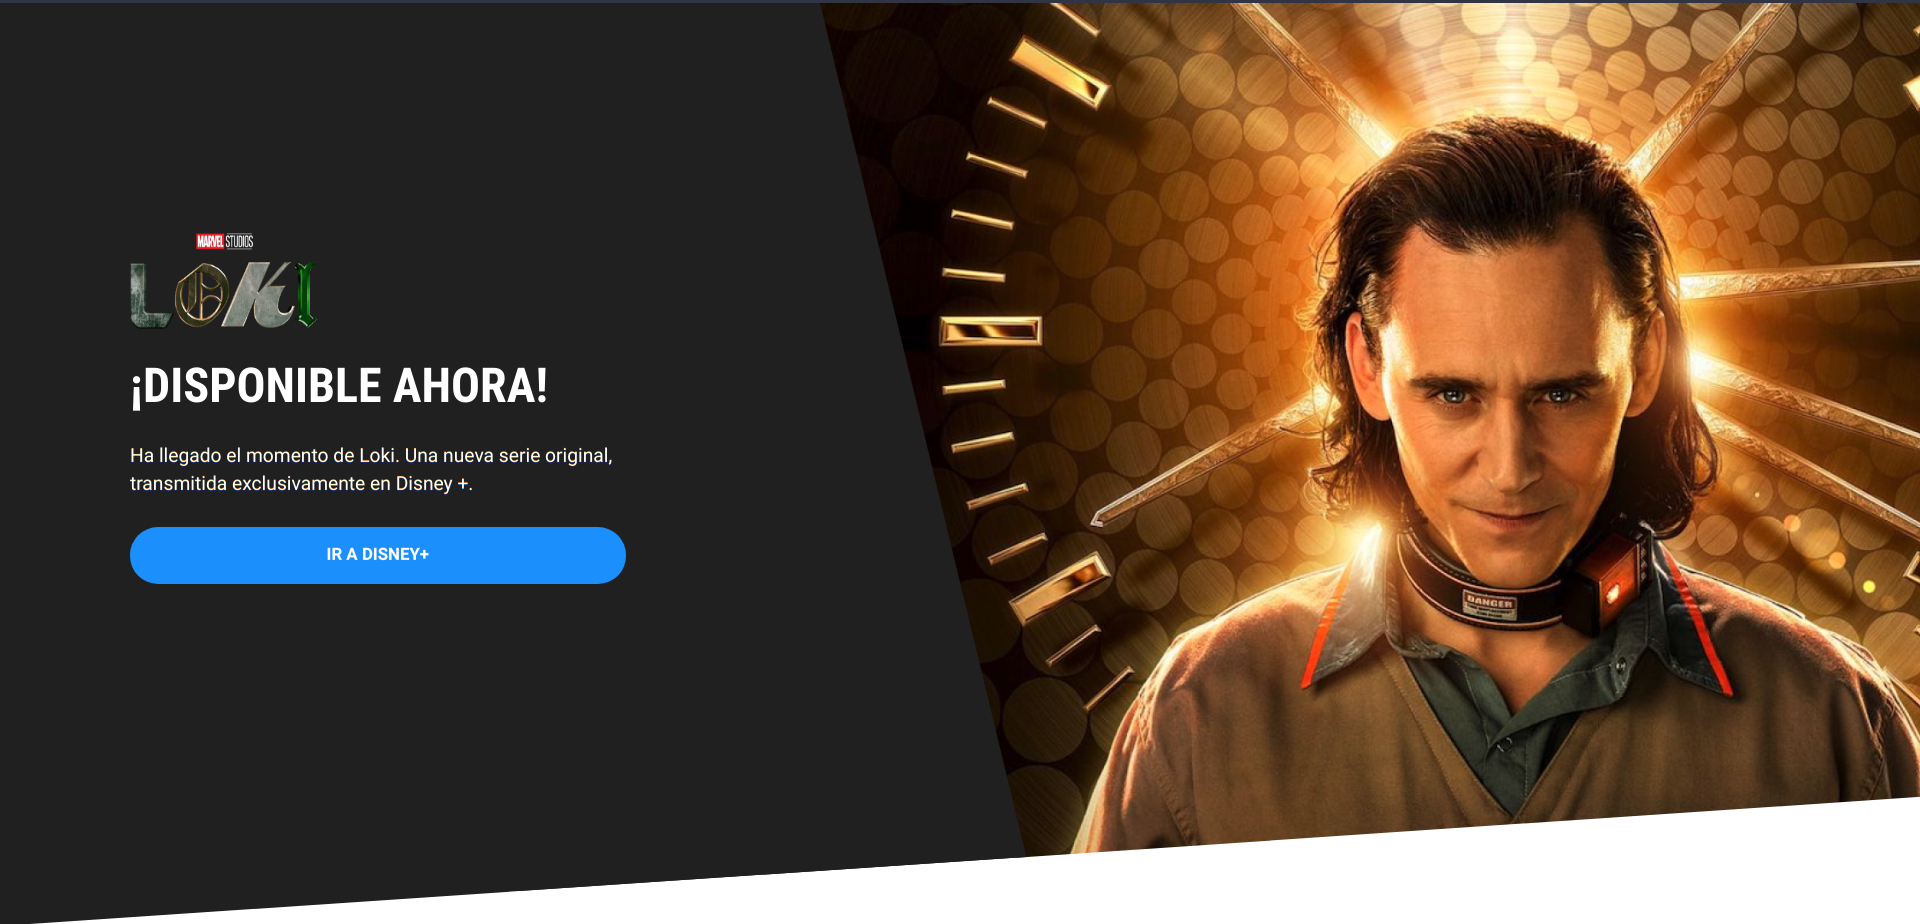 MARVEL STUDIOS
LOKI
¡DISPONIBLE AHORA!
Ha llegado el momento de Loki. Una nueva serie original,
transmitida exclusivamente en Disney +.
IR A DISNEY+
DANGER